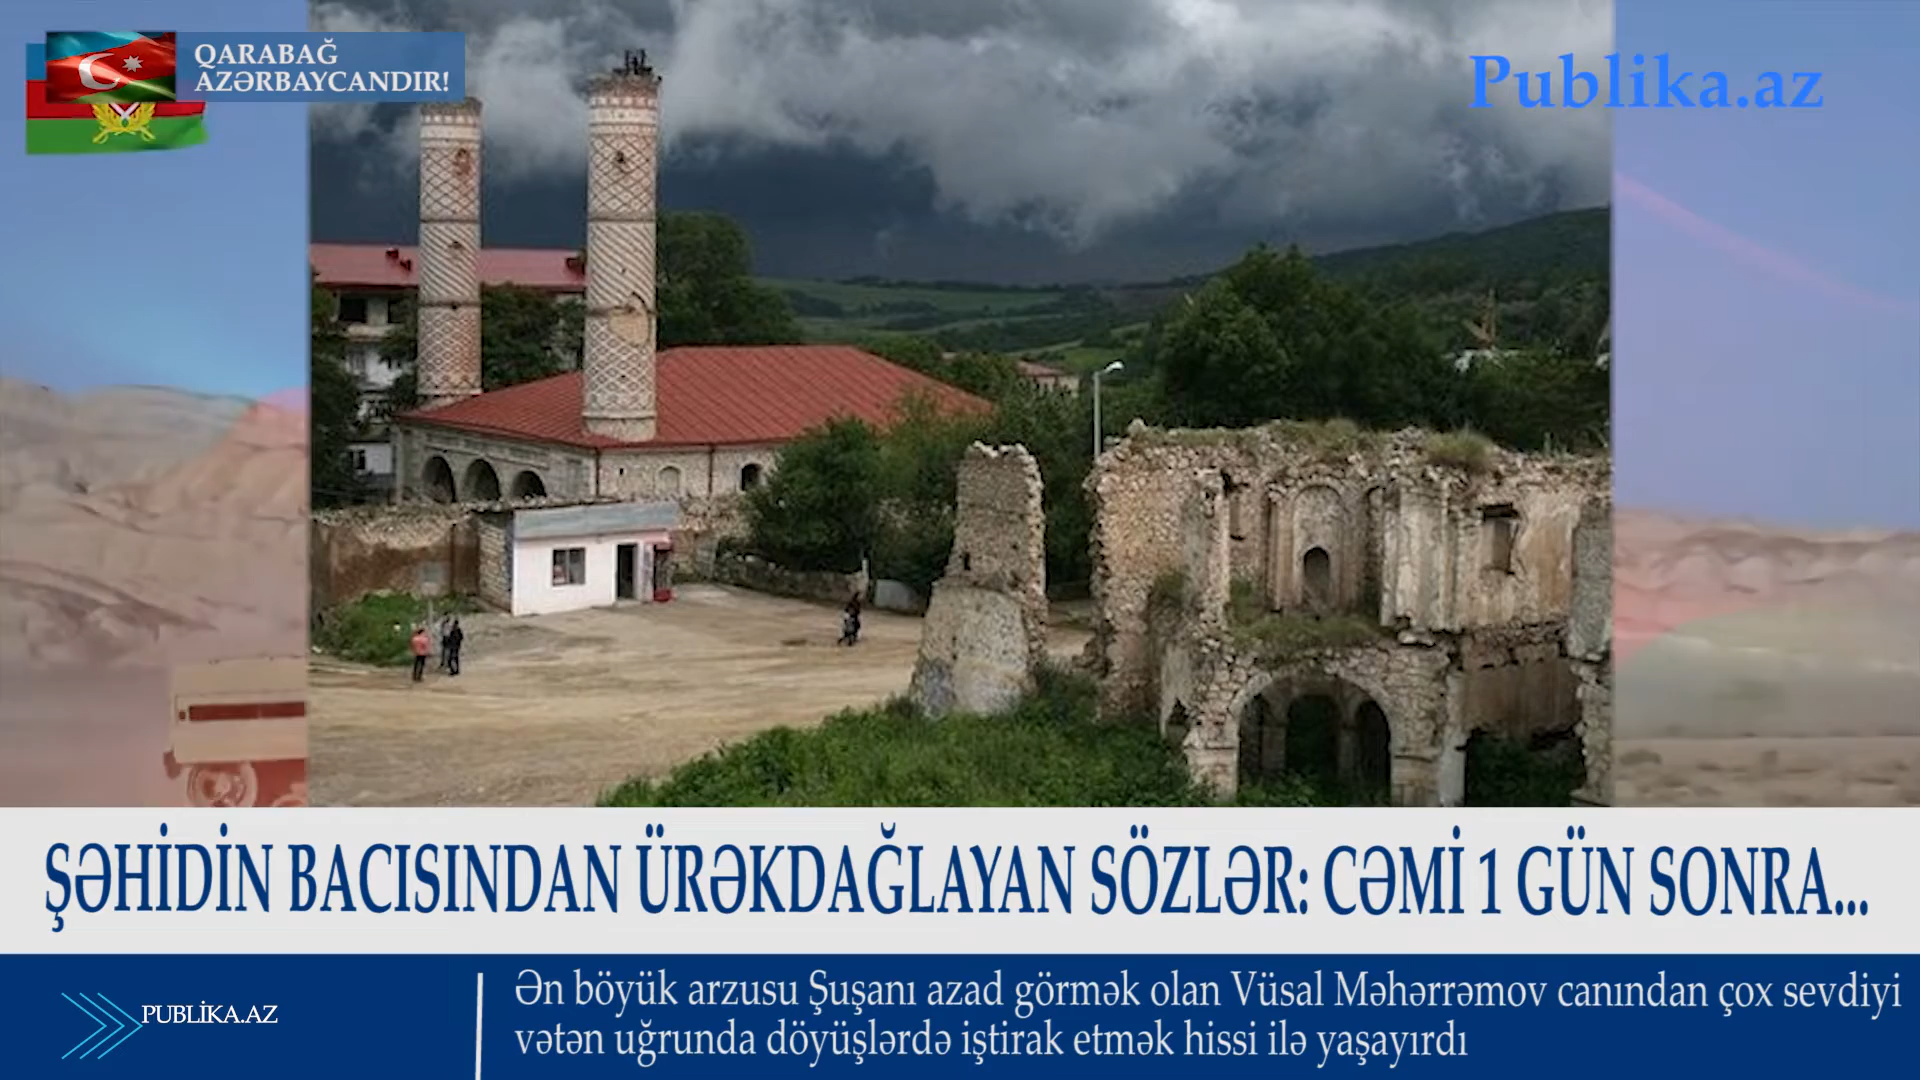 QARABAĞ
AZƏRBAYCANDIR!
Publika.az
ŞƏHİDİN BACISINDAN ÜRƏKDAĞLAYAN SÖZLƏR: CƏMİ 1 GÜN SONRA...
PUBLİKA.AZ
Ən böyük arzusu Şuşanı azad görmək olan Vüsal Məhərrəmov canından çox sevdiyi
vətən uğrunda döyüşlərdə iştirak etmək hissi ilə yaşayırdı